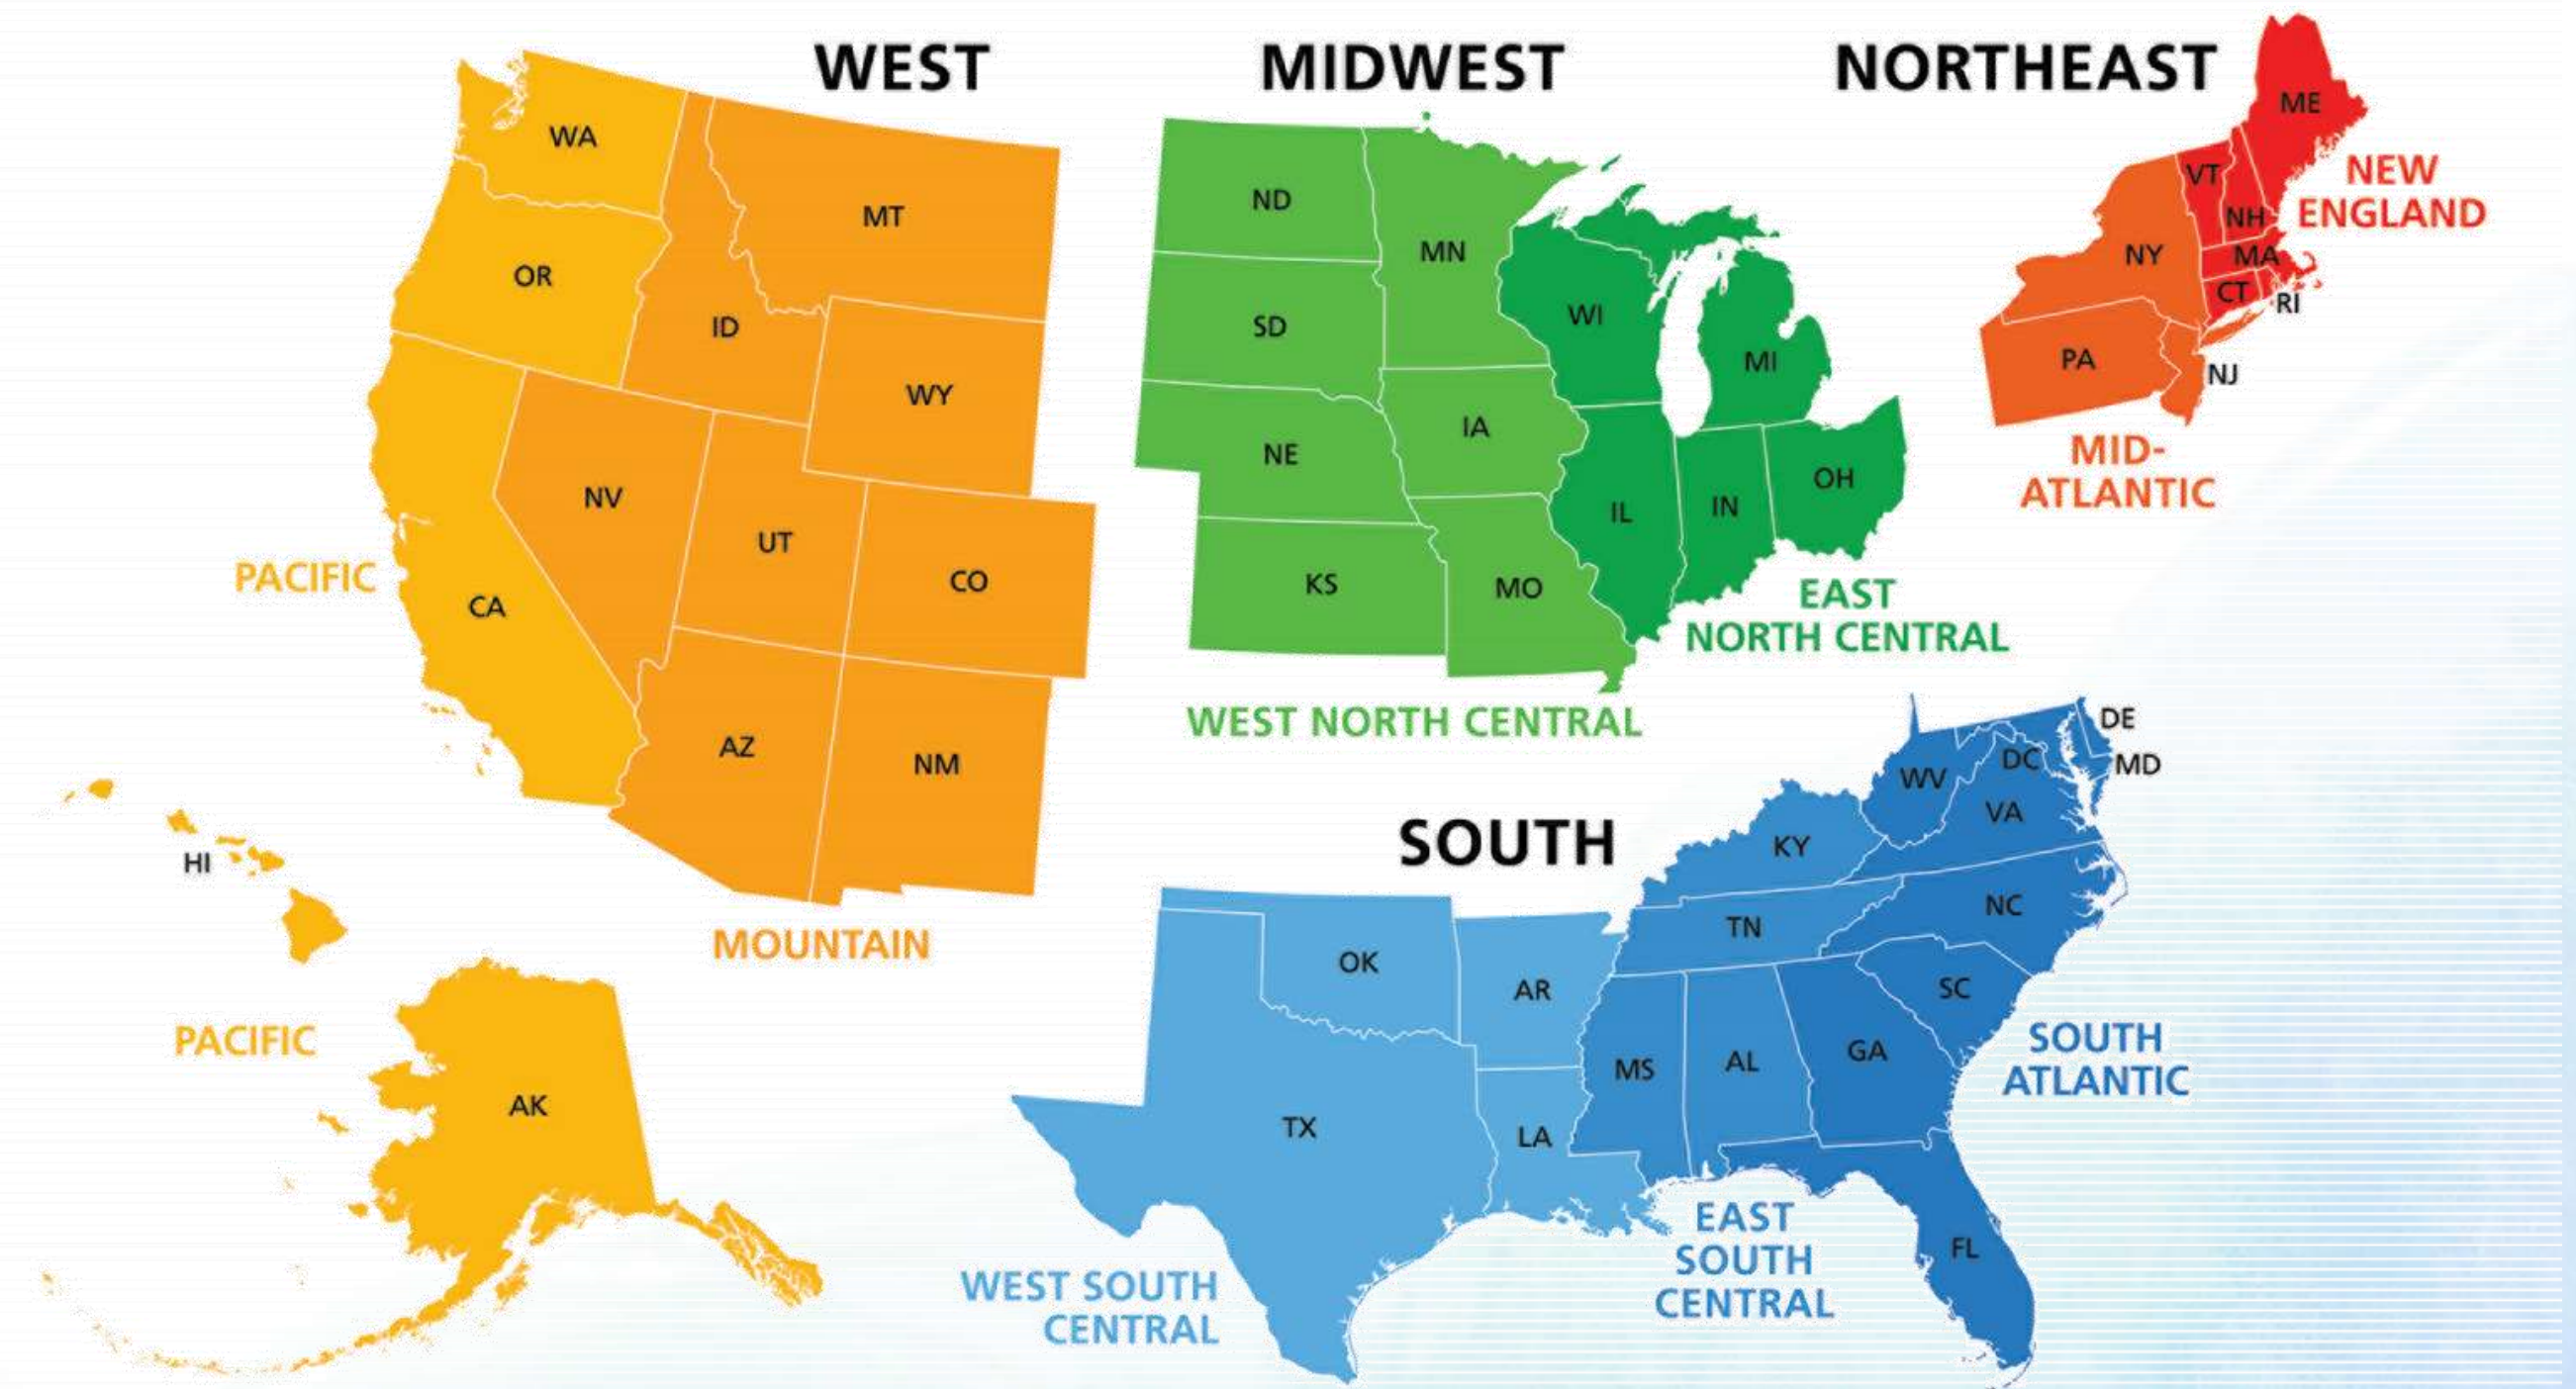 WEST
WA
OR
MT
ID
WY
NV
UT
CO
CA
AZ
NM
PACIFIC
MOUNTAIN
HI
PACIFIC
AK
MIDWEST
ND
MN
SD
WI
MI
NE
IA
IL
IN
OH
KS
MO
EAST
NORTH CENTRAL
WEST NORTH CENTRAL
NORTHEAST
ME
VT
NH
NEW
ENGLAND
NY
MA
CT
RI
PA
NJ
MID-
ATLANTIC
SOUTH
DE
MD
DC
WV
VA
KY
NC
TN
OK
AR
SC
MS
AL
GA
TX
LA
FL
SOUTH
ATLANTIC
EAST
SOUTH
CENTRAL
WEST SOUTH
CENTRAL